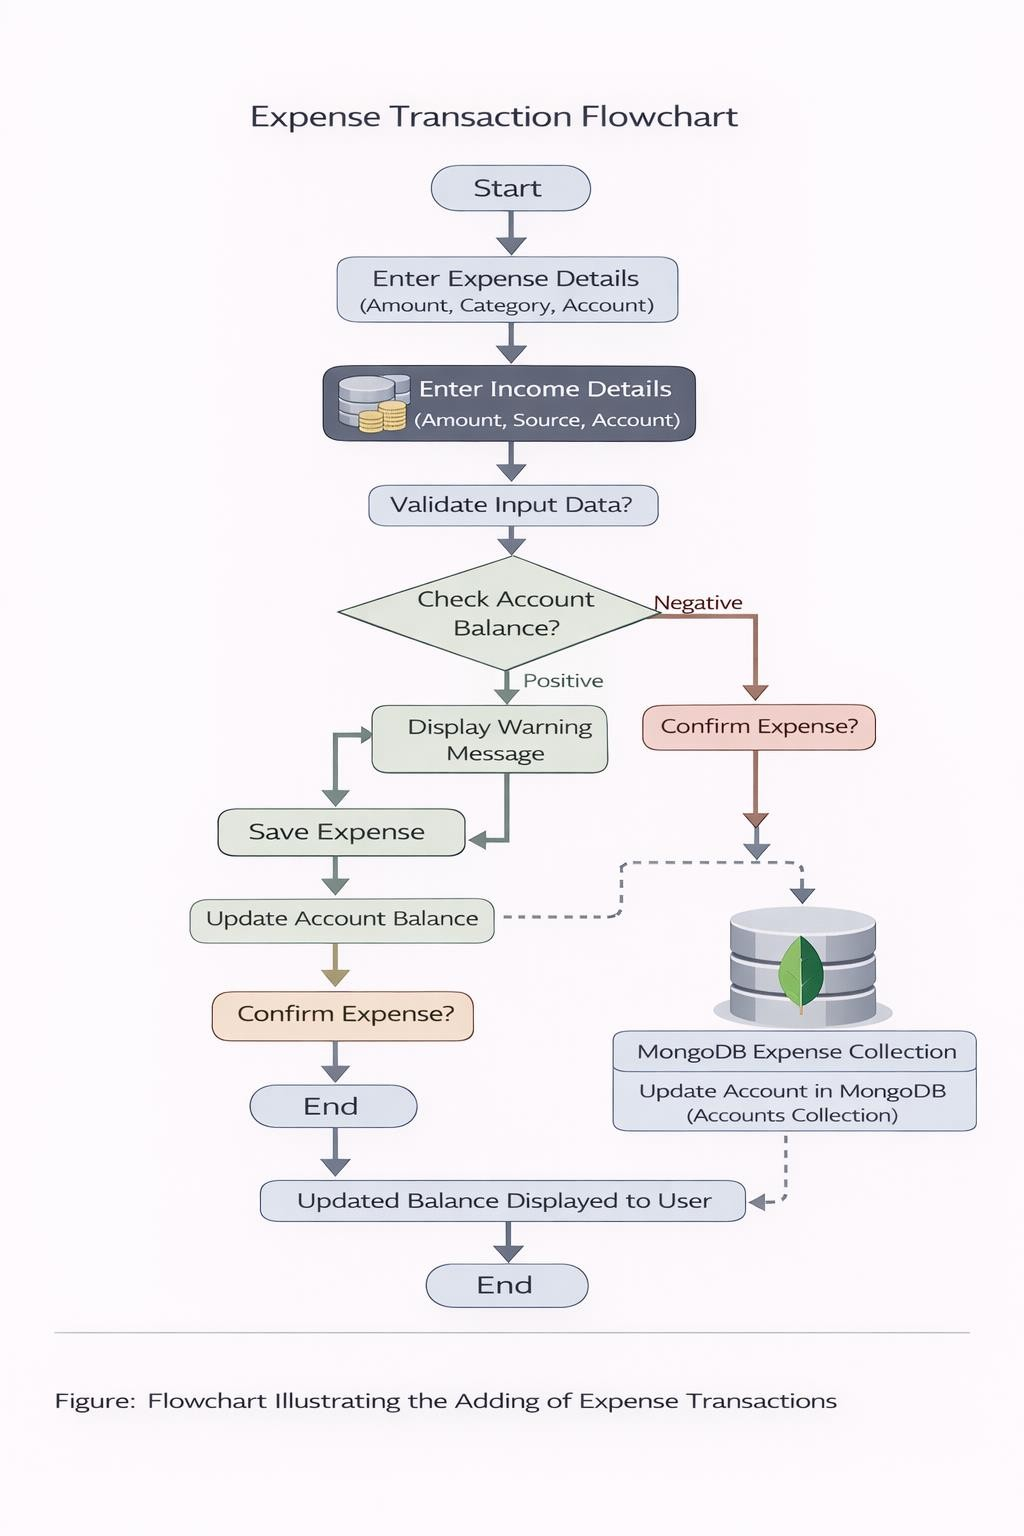 Expense Transaction Flowchart
Start
Enter Expense Details
(Amount, Category, Account)
Enter Income Details
(Amount, Source, Account)
Validate Input Data?
Check Account
Balance?
Negative
Positive
Display Warning
Message
Confirm Expense?
Save Expense
Update Account Balance
Confirm Expense?
MongoDB Expense Collection
Update Account in MongoDB
(Accounts Collection)
End
Updated Balance Displayed to User
End
Figure: Flowchart Illustrating the Adding of Expense Transactions